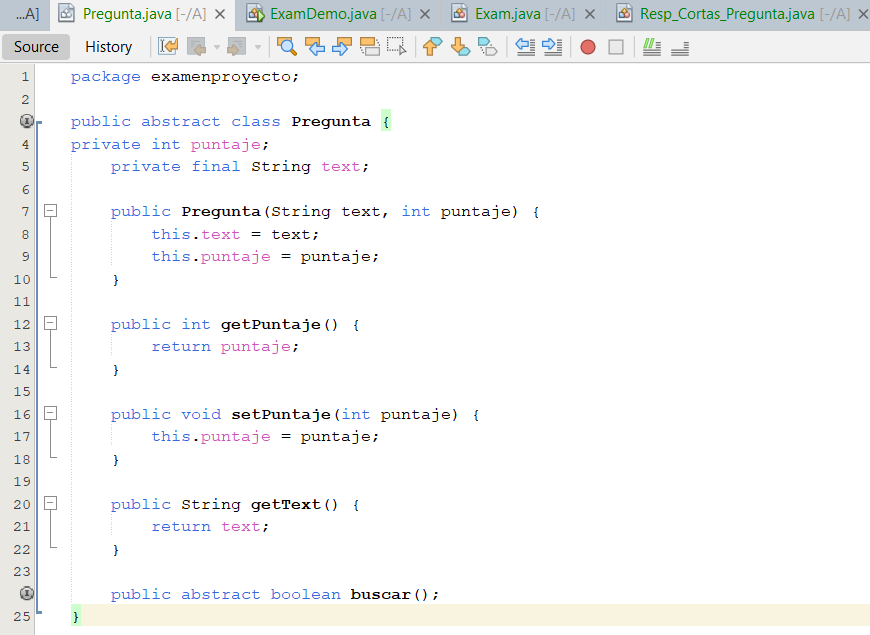 ...A] Pregunta.java [-/A] ExamDemo.java [-/A] Exam.java [-/A] Resp_Cortas_Pregunta.java [-/A]
Source History
1 package examenproyecto;
2
public abstract class Pregunta {
4 private int puntaje;
5 private final String text;
6
7 public Pregunta(String text, int puntaje) {
8 this.text = text;
9 this.puntaje = puntaje;
10 }
11
12 public int getPuntaje() {
13 return puntaje;
14 }
15
16 public void setPuntaje(int puntaje) {
17 this.puntaje = puntaje;
18 }
19
20 public String getText() {
21 return text;
22 }
23
public abstract boolean buscar();
25 }